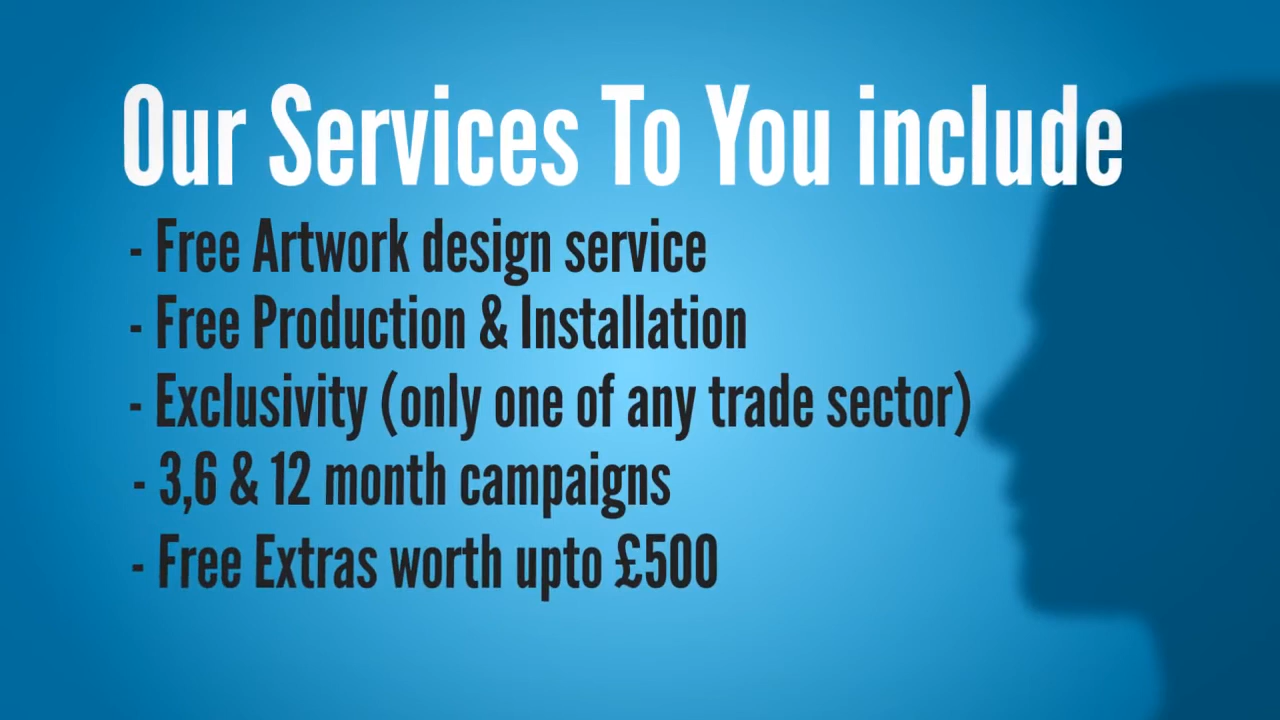 Our Services To You include
- Free Artwork design service
- Free Production & Installation
- Exclusivity (only one of any trade sector)
- 3,6 & 12 month campaigns
- Free Extras worth upto £500